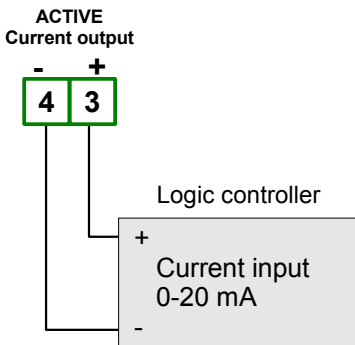 ACTIVE
Current output
- +
4 3
Logic controller
+
Current input
0-20 mA
-